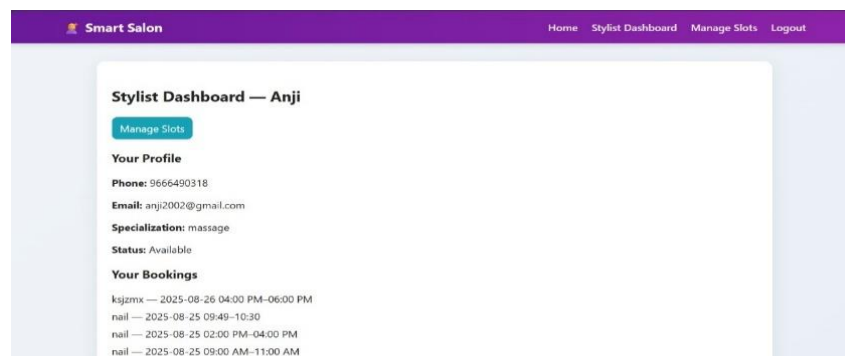 Smart Salon
Home Stylist Dashboard Manage Slots Logout
Stylist Dashboard — Anji
Manage Slots
Your Profile
Phone: 9666490318
Email: anji2002@gmail.com
Specialization: massage
Status: Available
Your Bookings
ksjzmx — 2025-08-26 04:00 PM–06:00 PM
nail — 2025-08-25 09:49–10:30
nail — 2025-08-25 02:00 PM–04:00 PM
nail — 2025-08-25 09:00 AM–11:00 AM